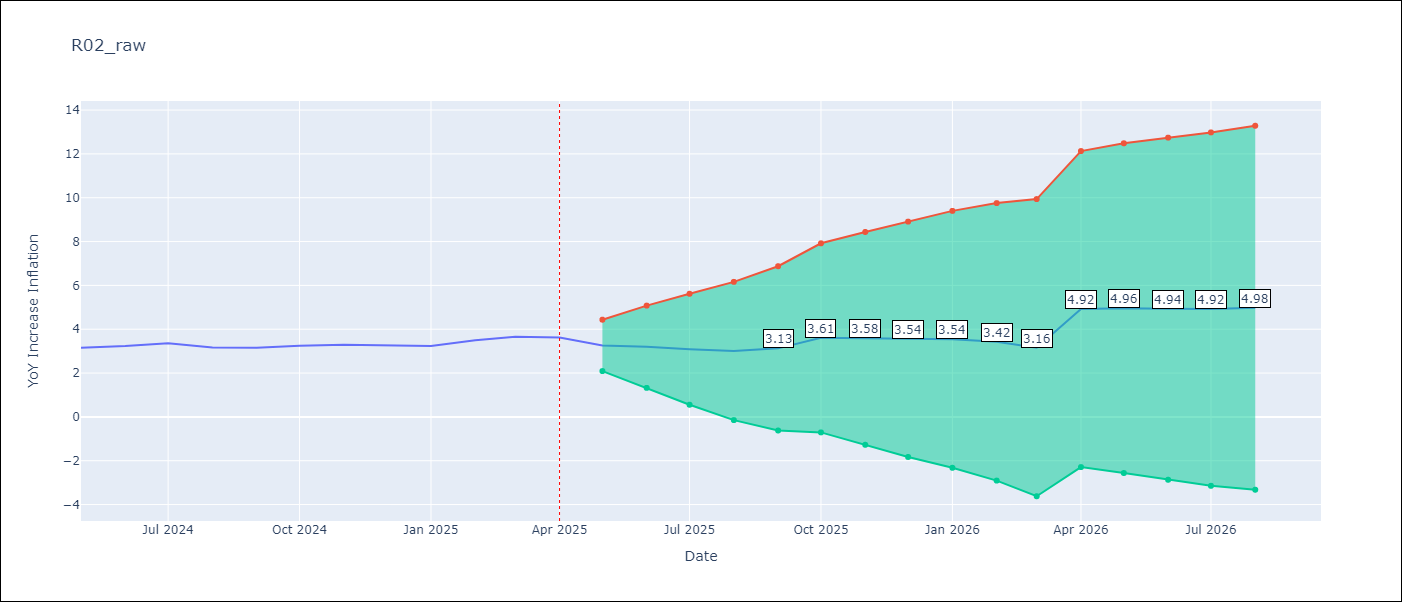 R02_raw
14
12
10
8
6
4
2
0
−2
−4
YoY Increase Inflation
3.13
3.61
3.58
3.54
3.54
3.42
3.16
4.92
4.96
4.94
4.92
4.98
Jul 2024
Oct 2024
Jan 2025
Apr 2025
Jul 2025
Oct 2025
Jan 2026
Apr 2026
Jul 2026
Date